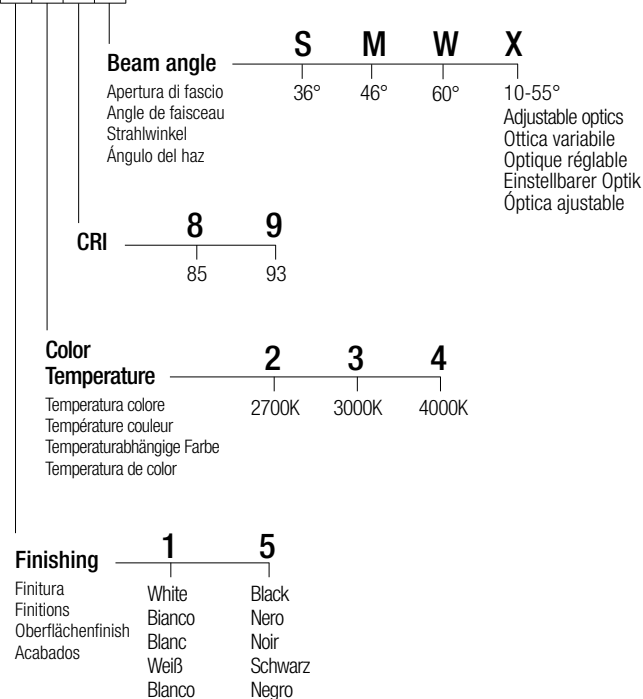 S M W X
Beam angle
36° 46° 60° 10-55°
Apertura di fascio
Angle de faisceau
Strahlwinkel
Ángulo del haz
Adjustable optics
Ottica variabile
Optique réglable
Einstellbarer Optik
Óptica ajustable
8 9
CRI
85 93
Color
Temperature
2 3 4
2700K 3000K 4000K
Temperatura colore
Température couleur
Temperaturabhängige Farbe
Temperatura de color
1 5
Finishing
Finitura
Finitions
Oberflächenfinish
Acabados
White Black
Bianco Nero
Blanc Noir
Weiß Schwarz
Blanco Negro